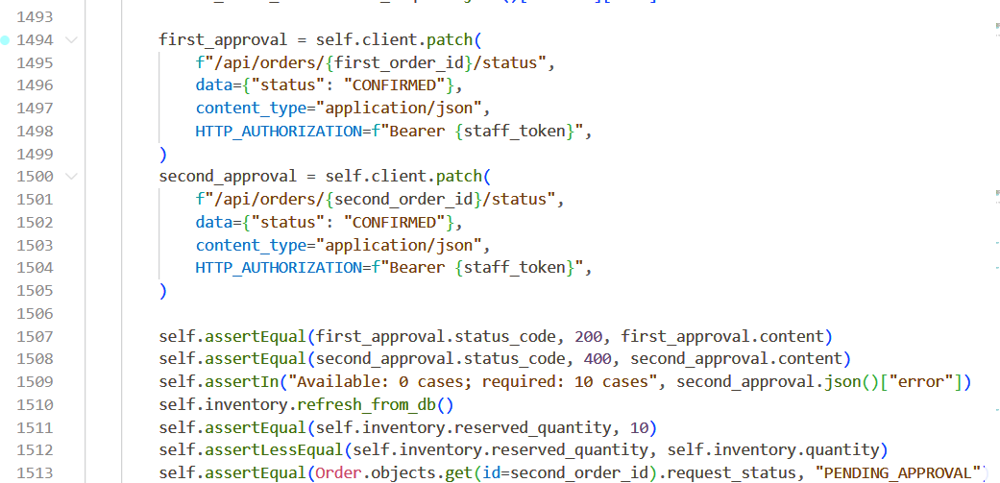 1493
1494 first_approval = self.client.patch(
1495 f"/api/orders/{first_order_id}/status",
1496 data={"status": "CONFIRMED"},
1497 content_type="application/json",
1498 HTTP_AUTHORIZATION=f"Bearer {staff_token}",
1499 )
1500 second_approval = self.client.patch(
1501 f"/api/orders/{second_order_id}/status",
1502 data={"status": "CONFIRMED"},
1503 content_type="application/json",
1504 HTTP_AUTHORIZATION=f"Bearer {staff_token}",
1505 )
1506
1507 self.assertEqual(first_approval.status_code, 200, first_approval.content)
1508 self.assertEqual(second_approval.status_code, 400, second_approval.content)
1509 self.assertIn("Available: 0 cases; required: 10 cases", second_approval.json()["error"])
1510 self.inventory.refresh_from_db()
1511 self.assertEqual(self.inventory.reserved_quantity, 10)
1512 self.assertLessEqual(self.inventory.reserved_quantity, self.inventory.quantity)
1513 self.assertEqual(Order.objects.get(id=second_order_id).request_status, "PENDING_APPROVAL")